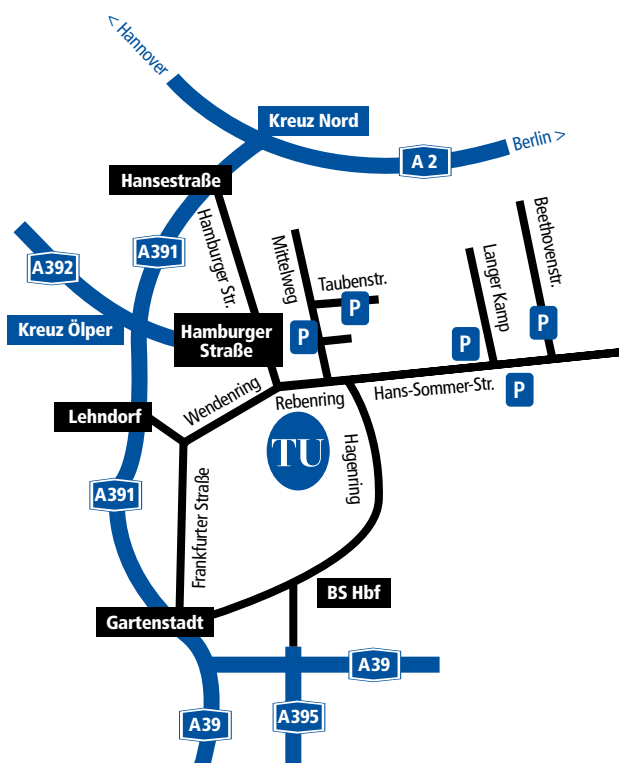 < Hannover
Kreuz Nord
Berlin >
A 2
Hansestraße
Hamburger Str.
Mittelweg
Beethovenstr.
A391
A392
Taubenstr.
Langer Kamp
P
P
P
P
Kreuz Ölper
Hamburger
Straße
Wendenring
Rebenring
Hans-Sommer-Str.
P
Lehndorf
TU
Hagenring
A391
Frankfurter Straße
BS Hbf
Gartenstadt
A39
A39
A395